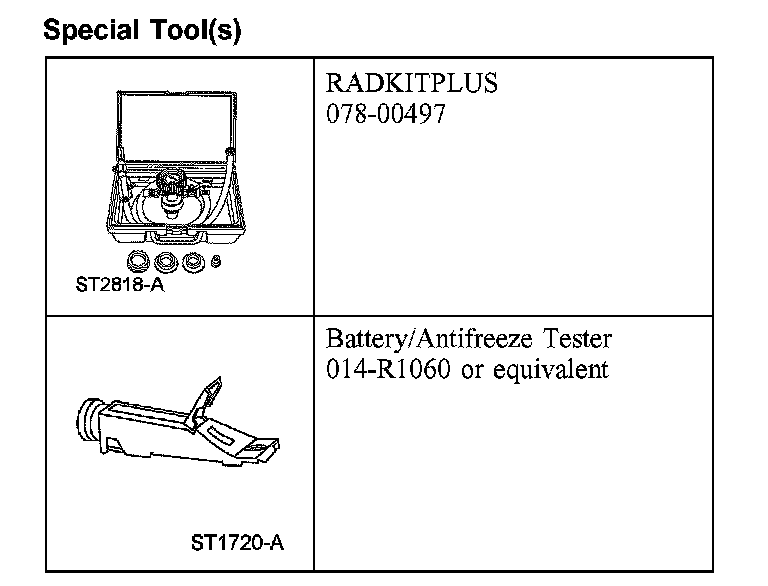 Special Tool(s)
RADKITPLUS
078-00497
ST2818-A
Battery/Antifreeze Tester
014-R1060 or equivalent
ST1720-A